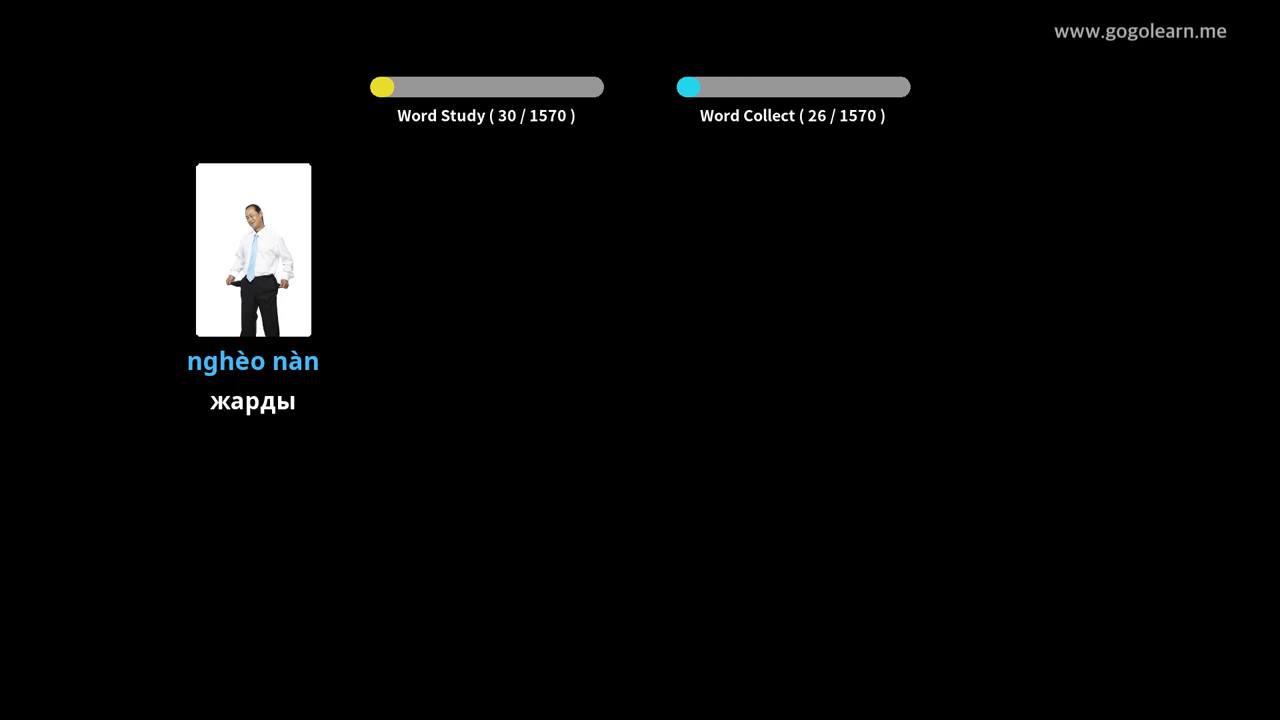 www.gogolearn.me
Word Study ( 30 / 1570 )
Word Collect ( 26 / 1570 )
nghèo nàn
жарды